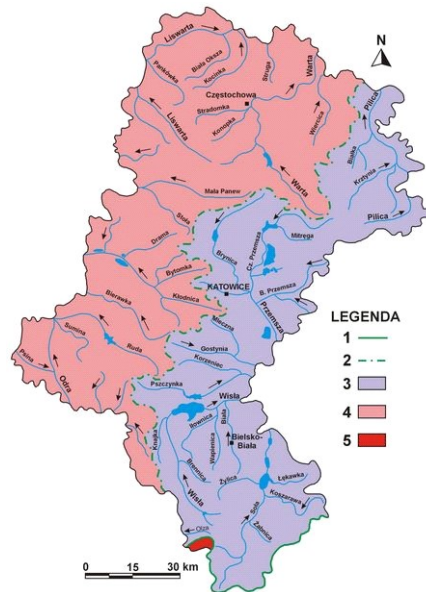 Liswarta
Biała Oksza
Pankówka
Kocinka
Struga
Warta
Częstochowa
Stradomka
Konopka
Wiercica
Liswarta
Warta
Pilica
Białka
Krztynia
Pilica
Mała Panew
Stoła
Drama
Bytomka
Kłodnica
Bierawka
Brynica
Cz. Przemsza
Mitręga
KATOWICE
B. Przemsza
Przemsza
Mleczna
Gostynia
Korzeniec
Pszczynka
Sumina
Ruda
Psina
Odra
Wisła
Iłownica
Biała
Knajka
Wapienica
Bielsko-
Biała
Brennica
Wisła
Żylica
Łękawka
Koszarawa
Soła
Żabnica
Olza
N
LEGENDA
1
2
3
4
5
0 15 30 km